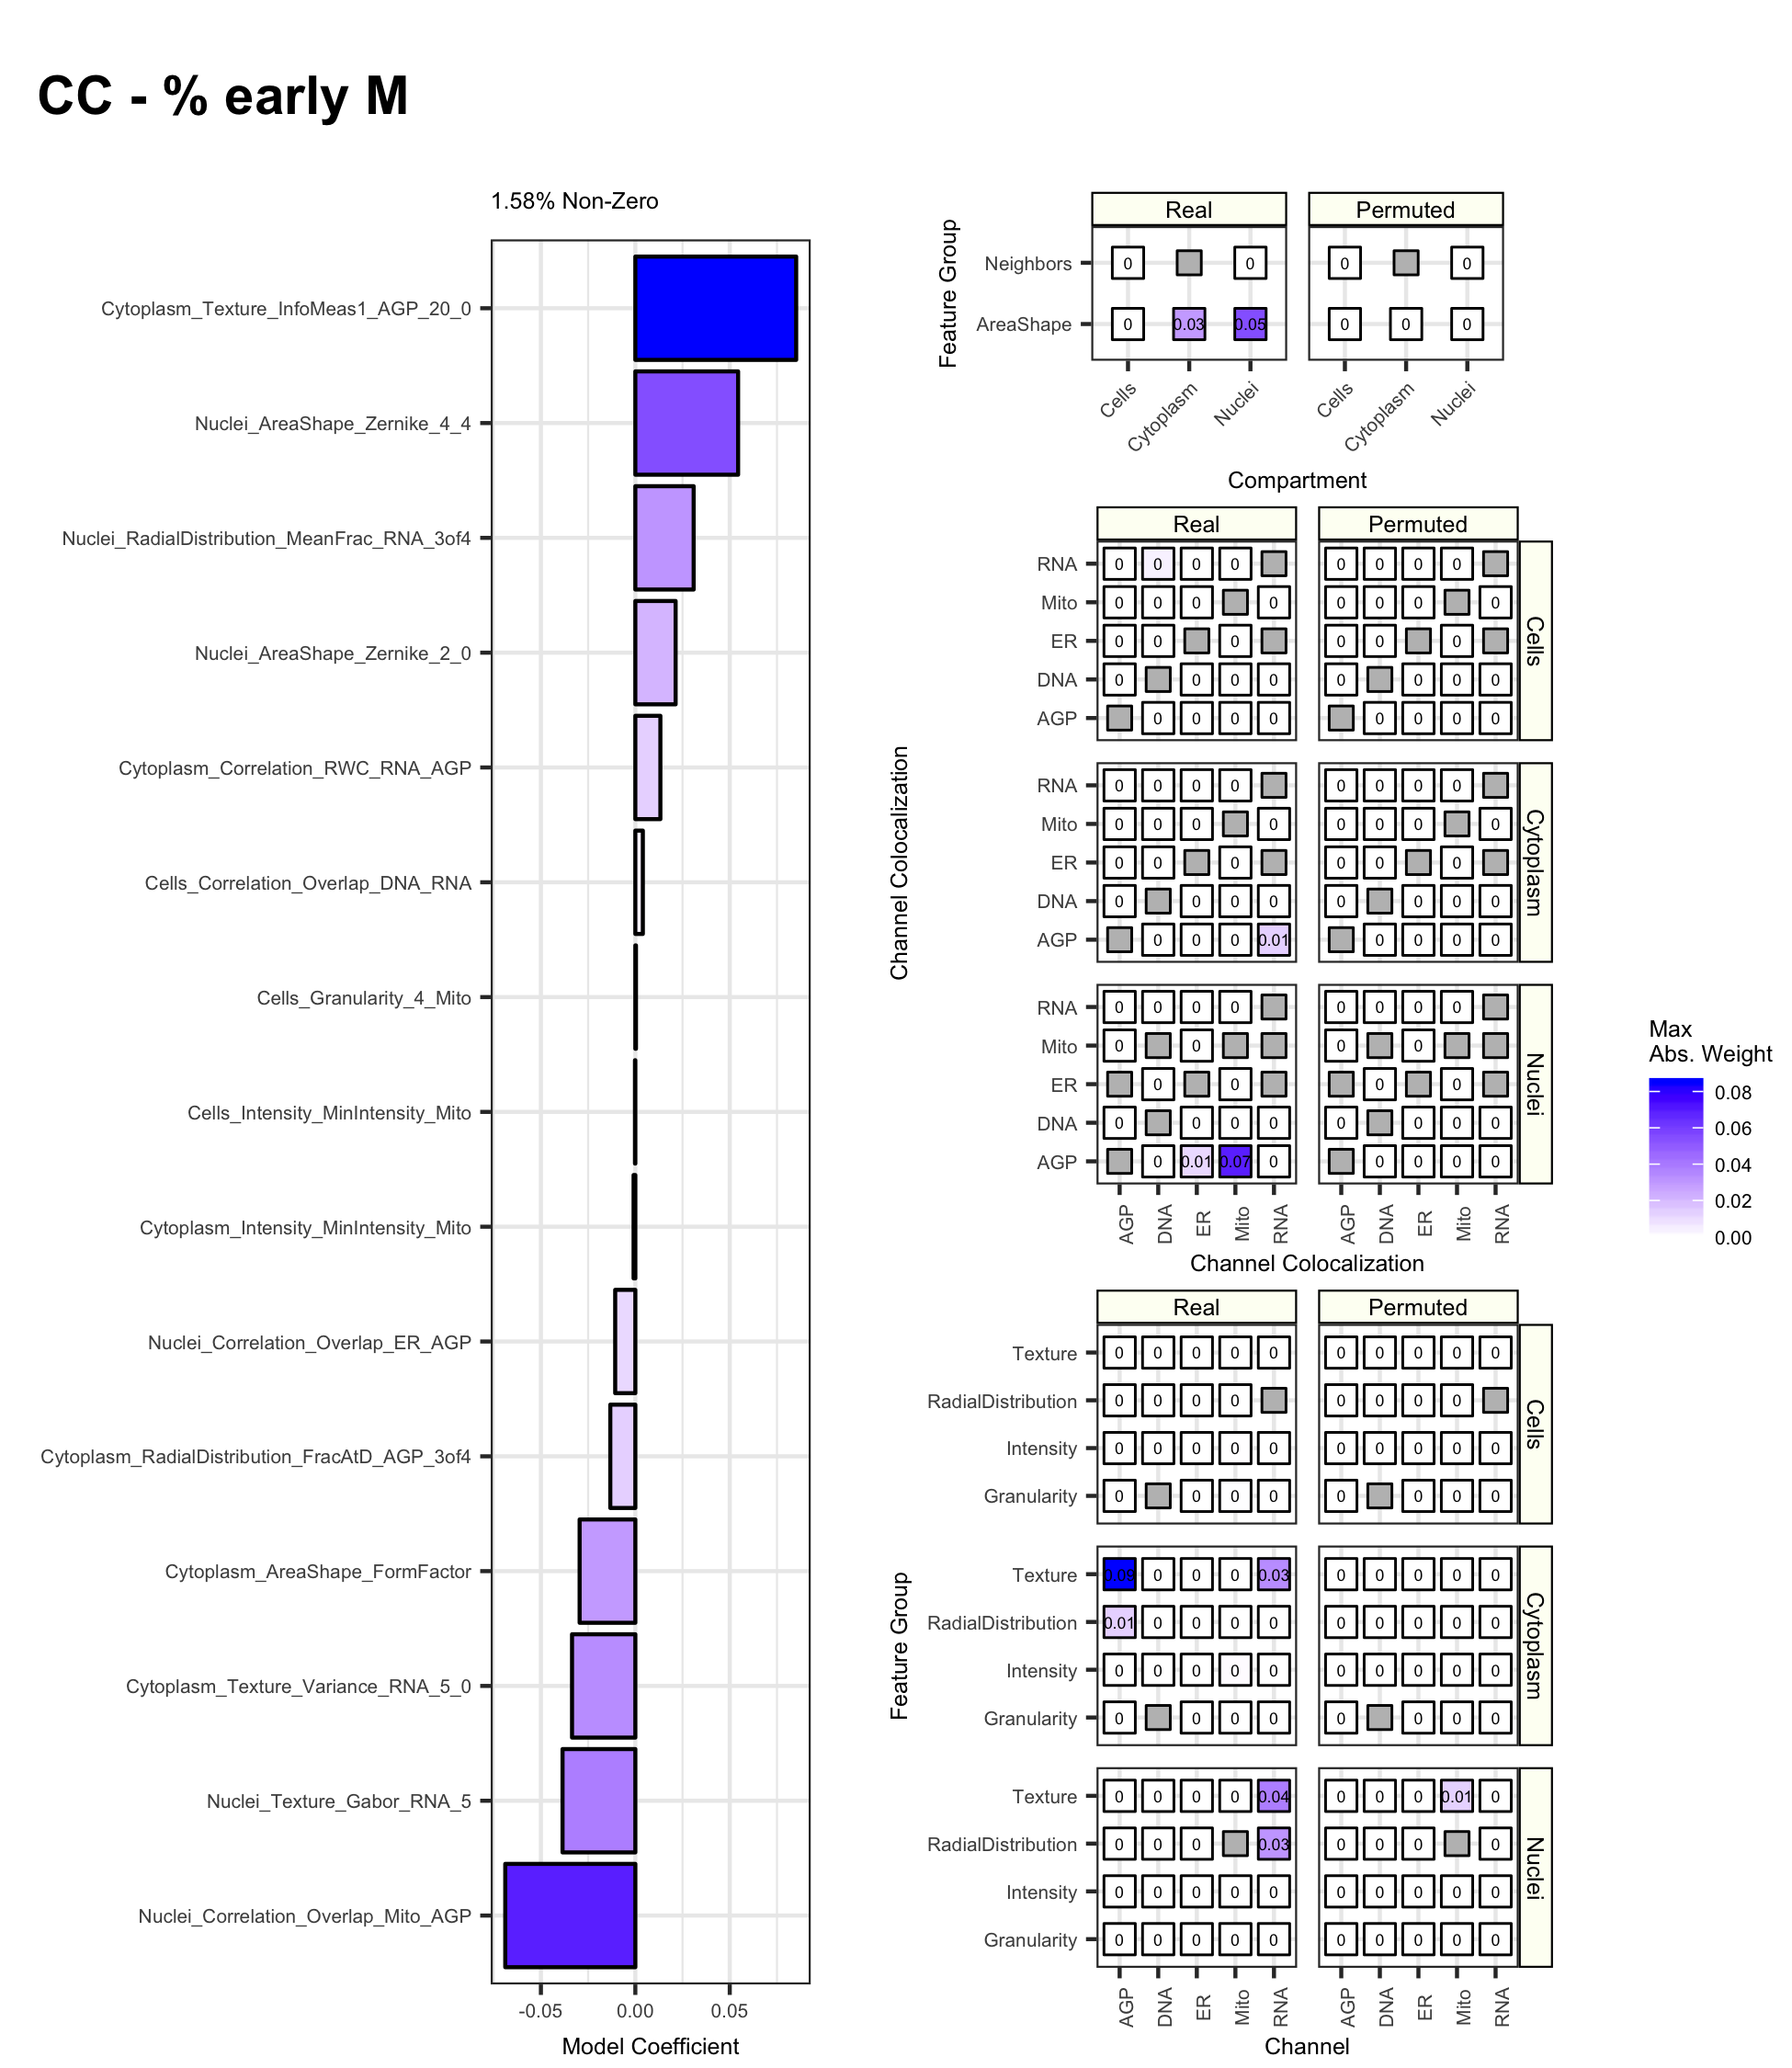 CC - % early M
1.58% Non-Zero
Cytoplasm_Texture_InfoMeas1_AGP_20_0
Nuclei_AreaShape_Zernike_4_4
Nuclei_RadialDistribution_MeanFrac_RNA_3of4
Nuclei_AreaShape_Zernike_2_0
Cytoplasm_Correlation_RWC_RNA_AGP
Cells_Correlation_Overlap_DNA_RNA
Cells_Granularity_4_Mito
Cells_Intensity_MinIntensity_Mito
Cytoplasm_Intensity_MinIntensity_Mito
Nuclei_Correlation_Overlap_ER_AGP
Cytoplasm_RadialDistribution_FracAtD_AGP_3of4
Cytoplasm_AreaShape_FormFactor
Cytoplasm_Texture_Variance_RNA_5_0
Nuclei_Texture_Gabor_RNA_5
Nuclei_Correlation_Overlap_Mito_AGP
-0.05 0.00 0.05
Model Coefficient
Feature Group
Real Permuted
Neighbors 0 0 0 0
AreaShape 0 0.03 0.05 0 0 0
Cells Cytoplasm Nuclei Cells Cytoplasm Nuclei
Compartment
Channel Colocalization
Real Permuted
RNA 0 0 0 0 0 0 0 0
Mito 0 0 0 0 0 0 0 0
ER 0 0 0 0 0 0
DNA 0 0 0 0 0 0 0 0
AGP 0 0 0 0 0 0 0 0
Cells
RNA 0 0 0 0 0 0 0 0
Mito 0 0 0 0 0 0 0 0
ER 0 0 0 0 0 0
DNA 0 0 0 0 0 0 0 0
AGP 0 0 0 0.01 0 0 0 0
Cytoplasm
RNA 0 0 0 0 0 0 0 0
Mito 0 0 0 0
ER 0 0 0 0
DNA 0 0 0 0 0 0 0 0
AGP 0 0.01 0.07 0 0 0 0 0
Nuclei
AGP DNA ER Mito RNA AGP DNA ER Mito RNA
Channel Colocalization
Feature Group
Real Permuted
Texture 0 0 0 0 0 0 0 0 0 0
RadialDistribution 0 0 0 0 0 0 0 0
Intensity 0 0 0 0 0 0 0 0 0 0
Granularity 0 0 0 0 0 0 0 0
Cells
Texture 0.09 0 0 0 0.03 0 0 0 0 0
RadialDistribution 0.01 0 0 0 0 0 0 0 0 0
Intensity 0 0 0 0 0 0 0 0 0 0
Granularity 0 0 0 0 0 0 0 0
Cytoplasm
Texture 0 0 0 0 0.04 0 0 0 0.01 0
RadialDistribution 0 0 0 0.03 0 0 0 0
Intensity 0 0 0 0 0 0 0 0 0 0
Granularity 0 0 0 0 0 0 0 0 0 0
Nuclei
AGP DNA ER Mito RNA AGP DNA ER Mito RNA
Channel
Max
Abs. Weight
0.08
0.06
0.04
0.02
0.00